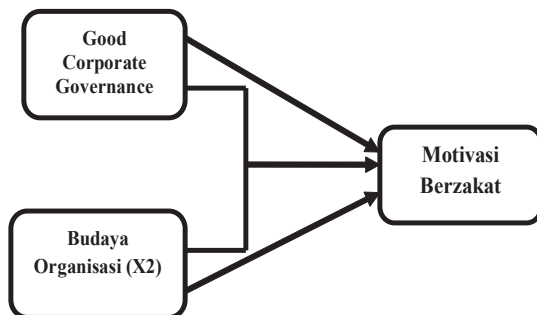 Good
Corporate
Governance
Motivasi
Berzakat
Budaya
Organisasi (X2)